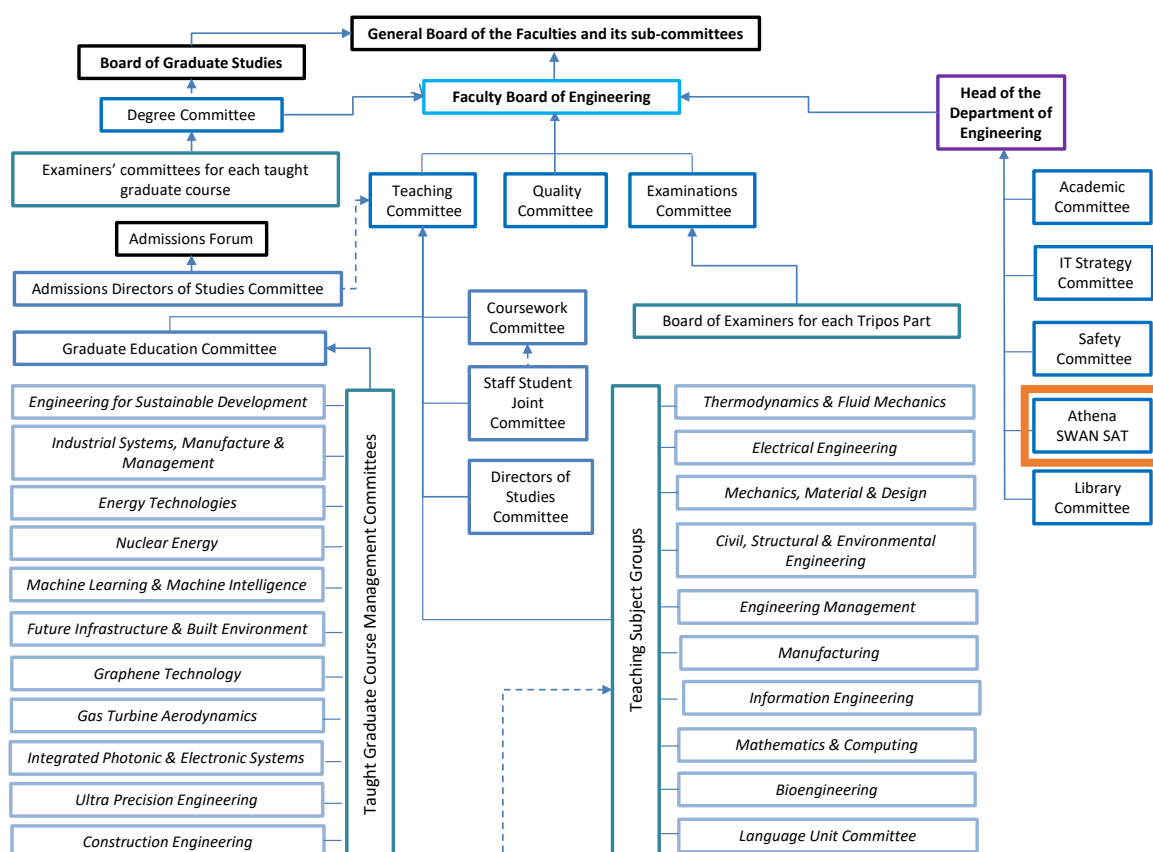 General Board of the Faculties and its sub-committees
Board of Graduate Studies
Faculty Board of Engineering
Head of the
Department of
Engineering
Degree Committee
Examiners’ committees for each taught
graduate course
Teaching
Committee
Quality
Committee
Examinations
Committee
Academic
Committee
Admissions Forum
Admissions Directors of Studies Committee
IT Strategy
Committee
Coursework
Committee
Board of Examiners for each Tripos Part
Graduate Education Committee
Safety
Committee
Staff Student
Joint
Committee
Athena
SWAN SAT
Directors of
Studies
Committee
Library
Committee
Taught Graduate Course Management Committees
Engineering for Sustainable Development
Industrial Systems, Manufacture &
Management
Energy Technologies
Nuclear Energy
Machine Learning & Machine Intelligence
Future Infrastructure & Built Environment
Graphene Technology
Gas Turbine Aerodynamics
Integrated Photonic & Electronic Systems
Ultra Precision Engineering
Construction Engineering
Teaching Subject Groups
Thermodynamics & Fluid Mechanics
Electrical Engineering
Mechanics, Material & Design
Civil, Structural & Environmental
Engineering
Engineering Management
Manufacturing
Information Engineering
Mathematics & Computing
Bioengineering
Language Unit Committee